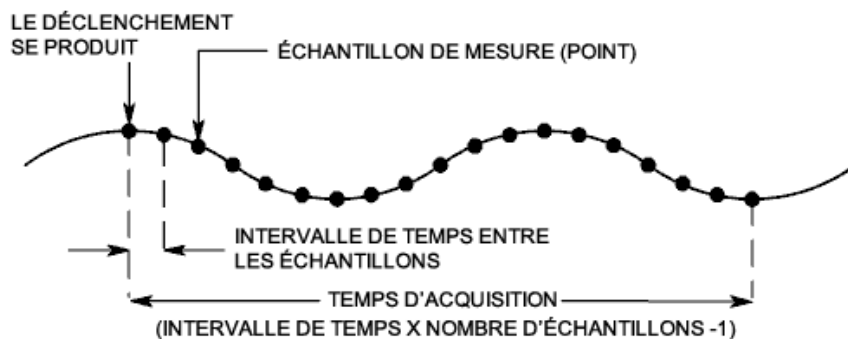 LE DÉCLENCHEMENT
SE PRODUIT
ÉCHANTILLON DE MESURE (POINT)
INTERVALLE DE TEMPS ENTRE
LES ÉCHANTILLONS
TEMPS D'ACQUISITION
(INTERVALLE DE TEMPS X NOMBRE D'ÉCHANTILLONS -1)